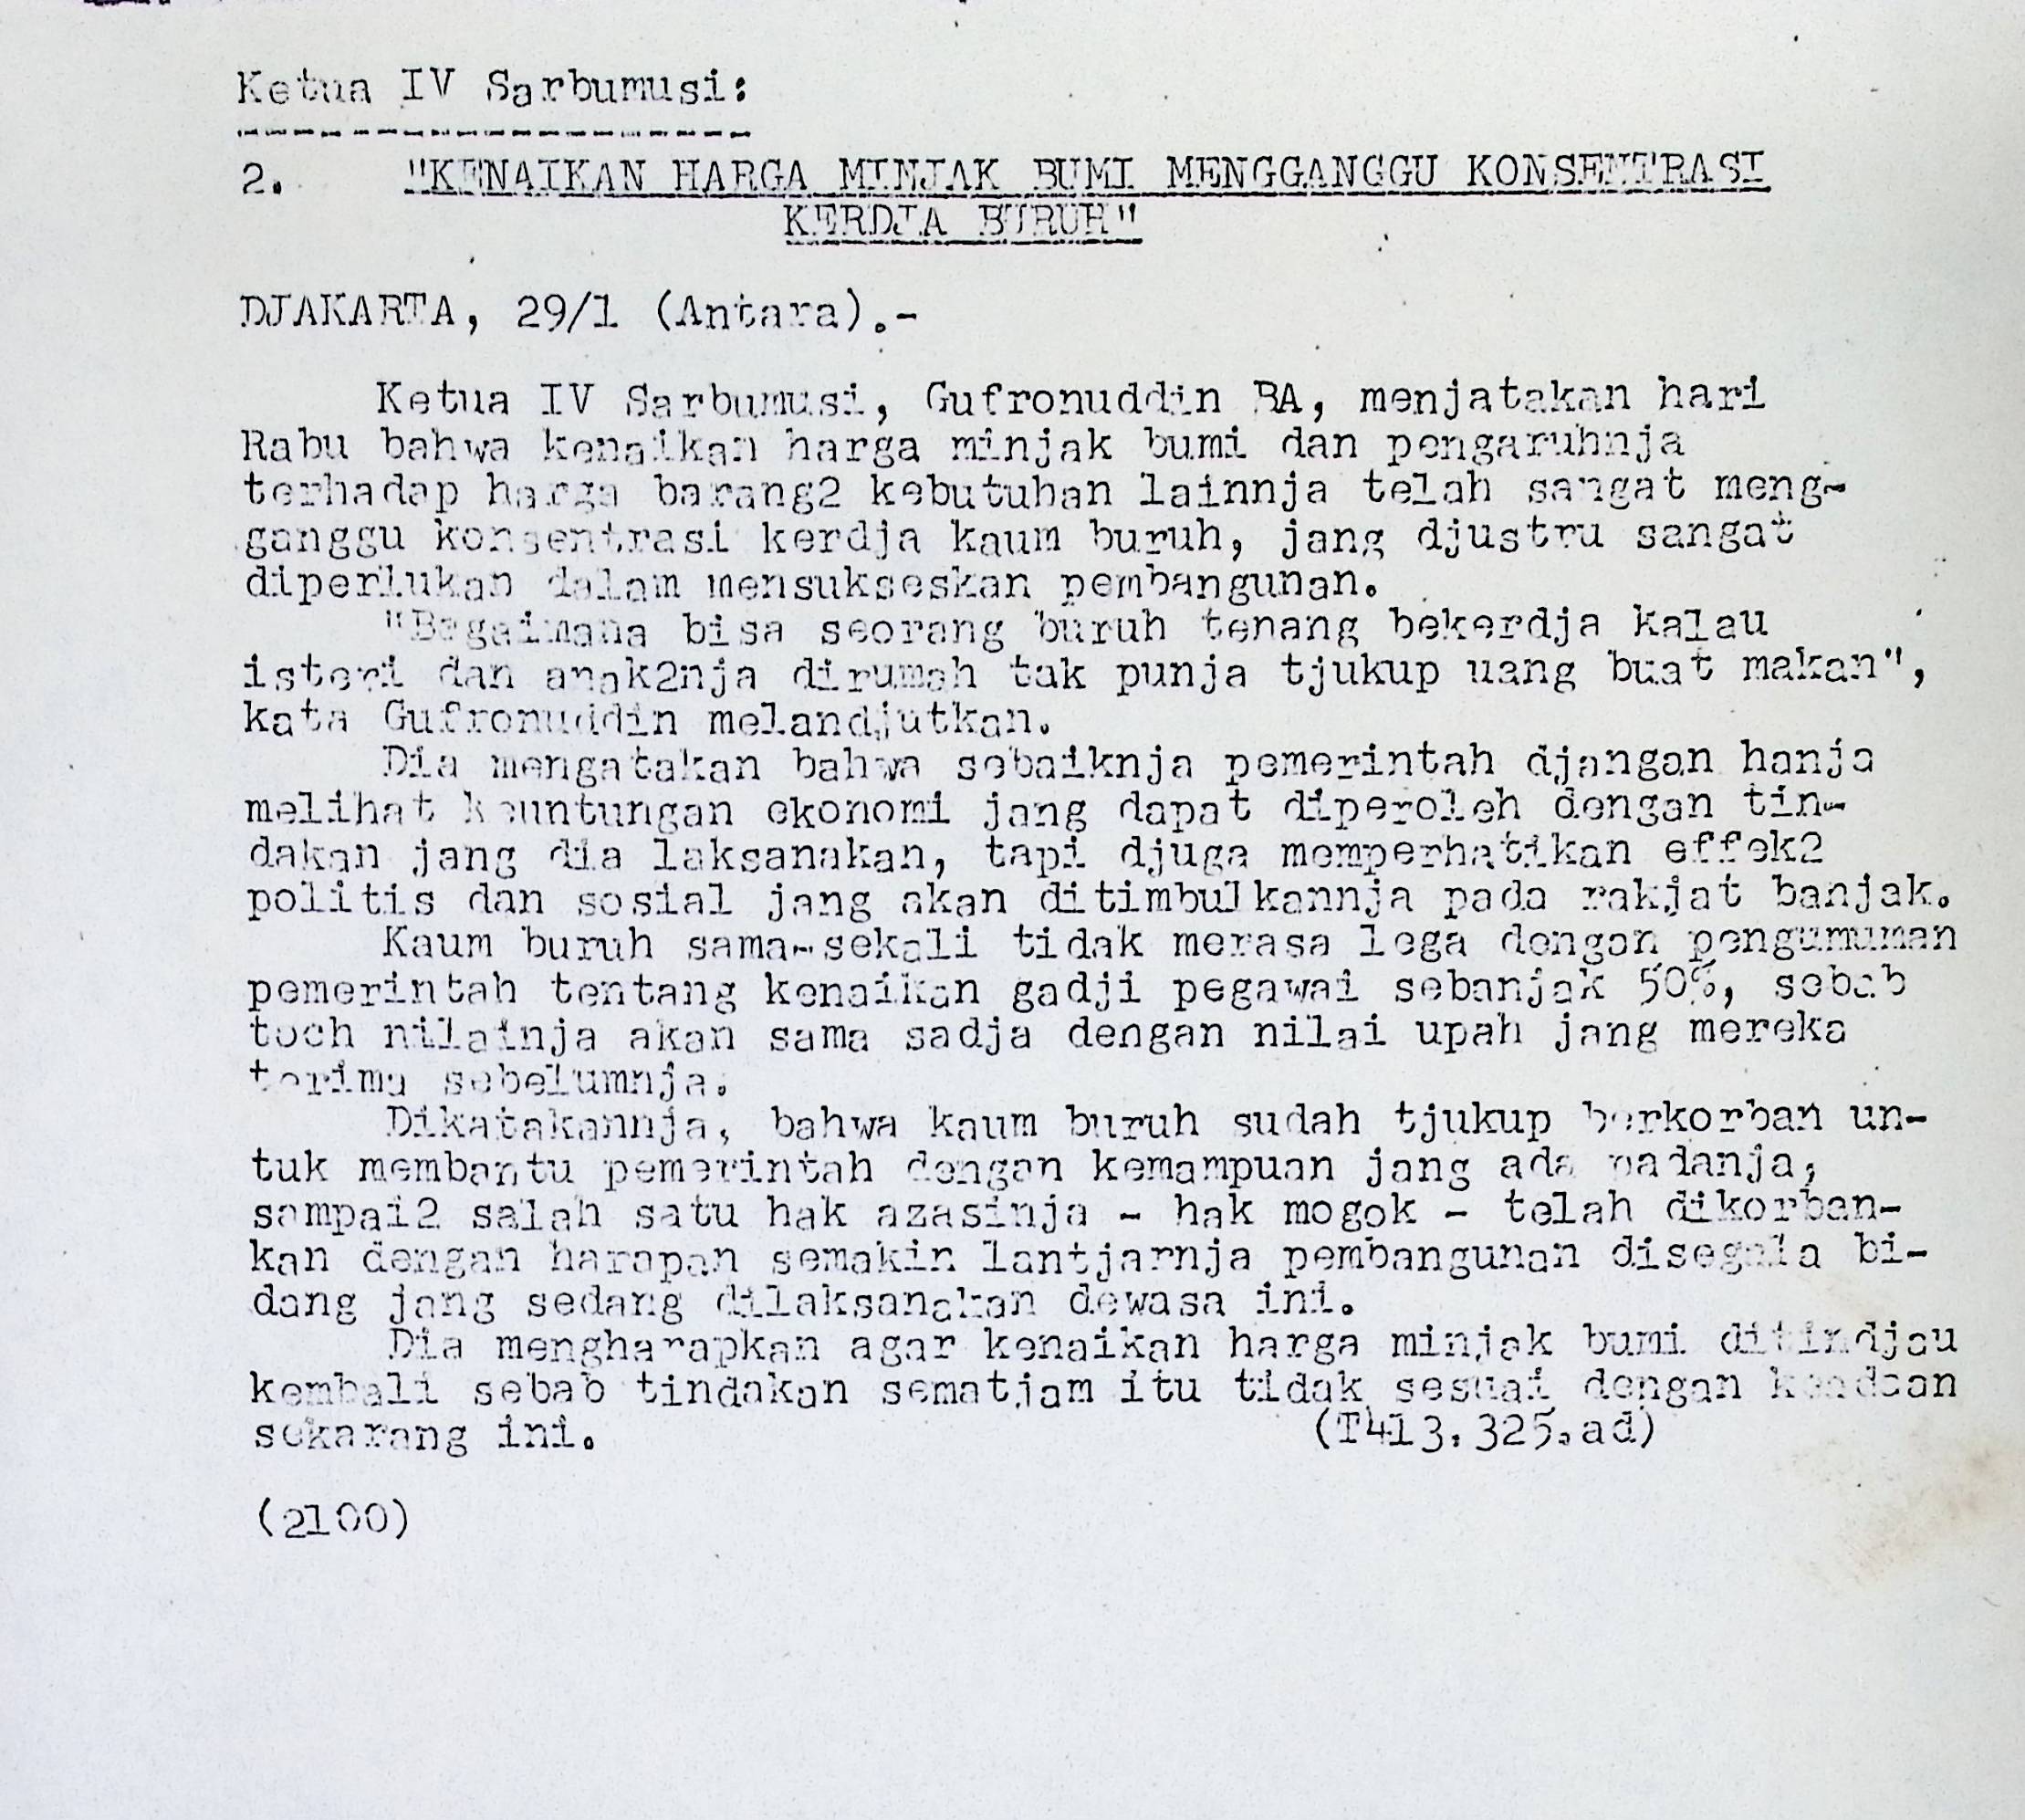 Ketua IV Sarbumusi:
2. "KENAIKAN HARGA MINJAK BUMI MENGGANGGU KONSENTRASI
KERDJA BURUH"
DJAKARTA, 29/1 (Antara).-
Ketua IV Sarbumusi, Gufronuddin BA, menjatakan hari
Rabu bahwa kenaikan harga minjak bumi dan pengaruhnja
terhadap harga barang2 kebutuhan lainnja telah sangat meng-
ganggu konsentrasi kerdja kaum buruh, jang djustru sangat
diperlukan dalam mensukseskan pembangunan.
"Bagaimana bisa seorang buruh tenang bekerdja kalau
isteri dan anak2nja dirumah tak punja tjukup uang buat makan",
kata Gufronuddin melandjutkan.
Dia mengatakan bahwa sebaiknja pemerintah djangan hanja
melihat keuntungan ekonomi jang dapat diperoleh dengan tin-
dakan jang dia laksanakan, tapi djuga memperhatikan effek2
politis dan sosial jang akan ditimbulkannja pada rakjat banjak.
Kaum buruh sama-sekali tidak merasa lega dengan pengumuman
pemerintah tentang kenaikan gadji pegawai sebanjak 50%, sebab
toch nilainja akan sama sadja dengan nilai upah jang mereka
terima sebelumnja.
Dikatakannja, bahwa kaum buruh sudah tjukup berkorban un-
tuk membantu pemerintah dengan kemampuan jang ada padanja,
sampai2 salah satu hak azasinja - hak mogok - telah dikorban-
kan dengan harapan semakin lantjarnja pembangunan disegala bi-
dang jang sedang dilaksanakan dewasa ini.
Dia mengharapkan agar kenaikan harga minjak bumi ditindjau
kembali sebab tindakan sematjam itu tidak sesuai dengan keadaan
sekarang ini. (T413.325.ad)
(2100)